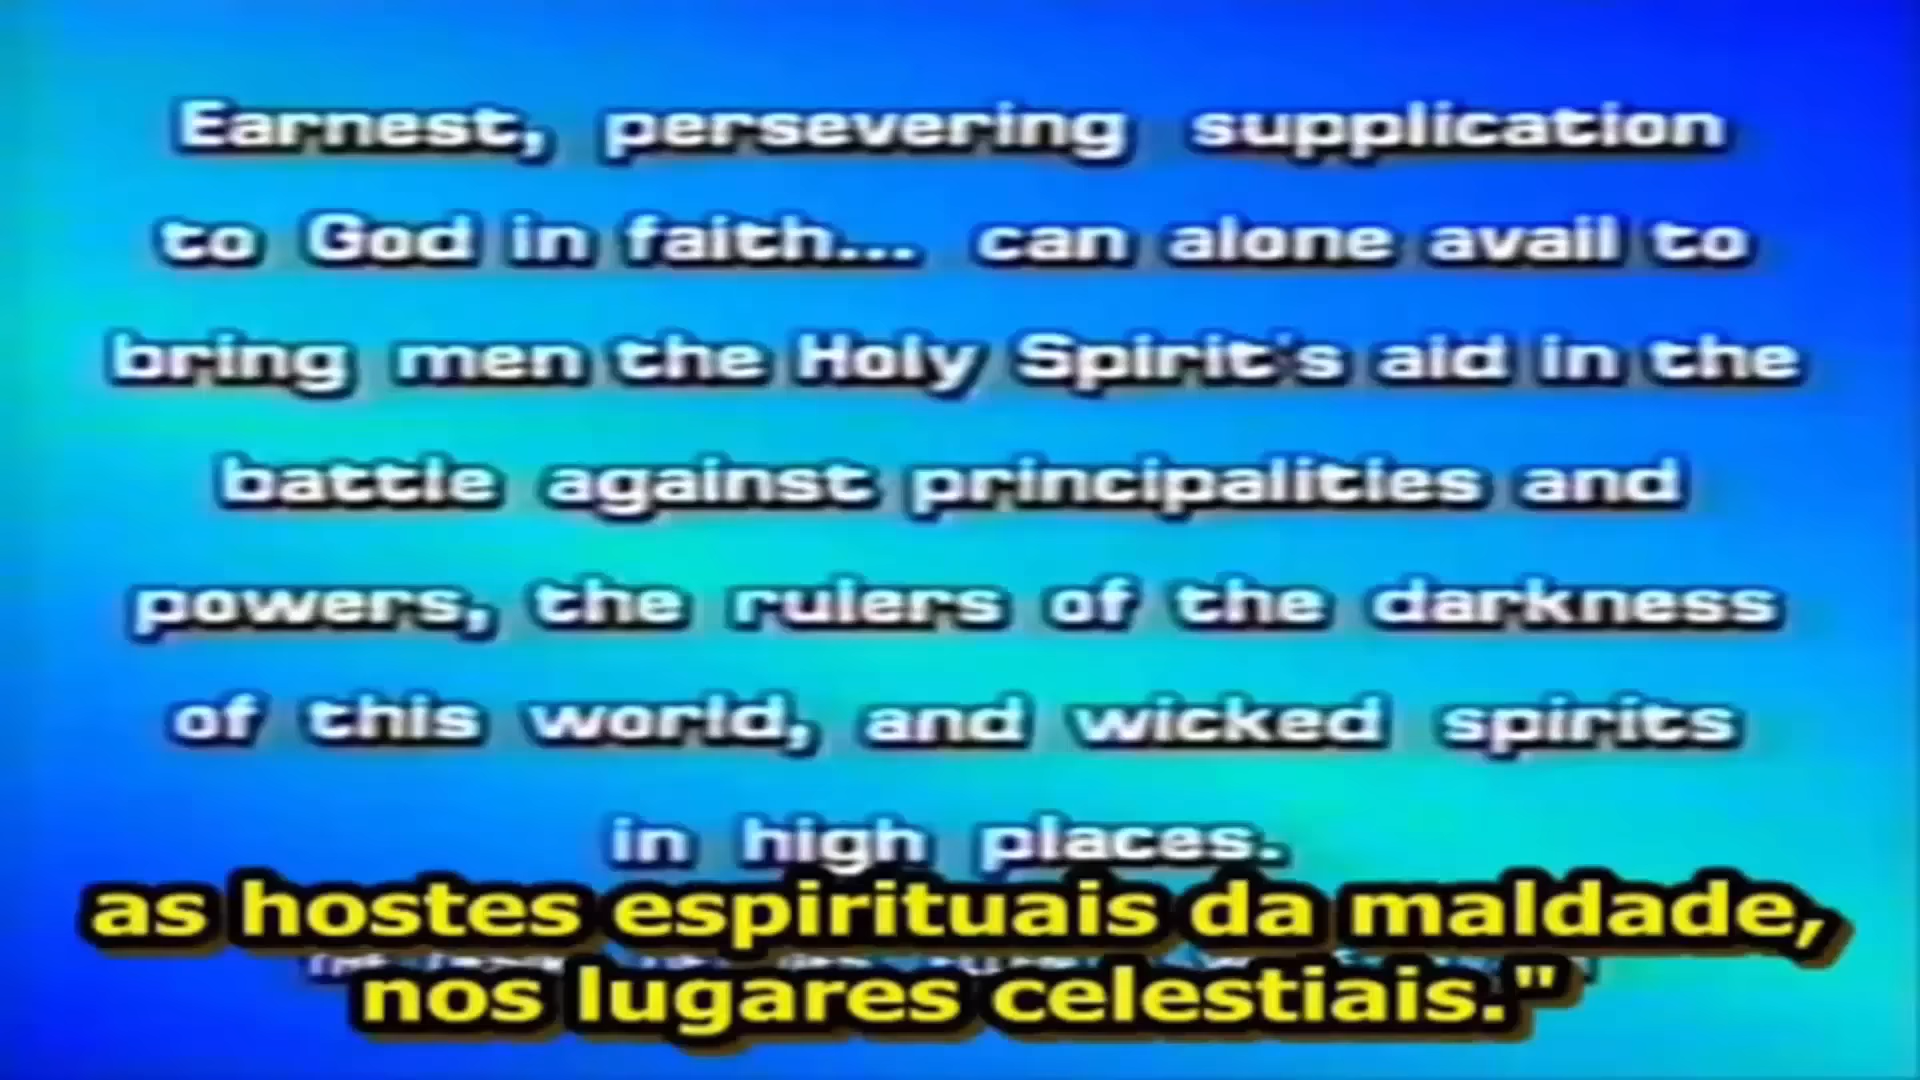 Earnest, persevering supplication
to God in faith... can alone avail to
bring men the Holy Spirit's aid in the
battle against principalities and
powers, the rulers of the darkness
of this world, and wicked spirits
in high places.
as hostes espirituais da maldade,
nos lugares celestiais."